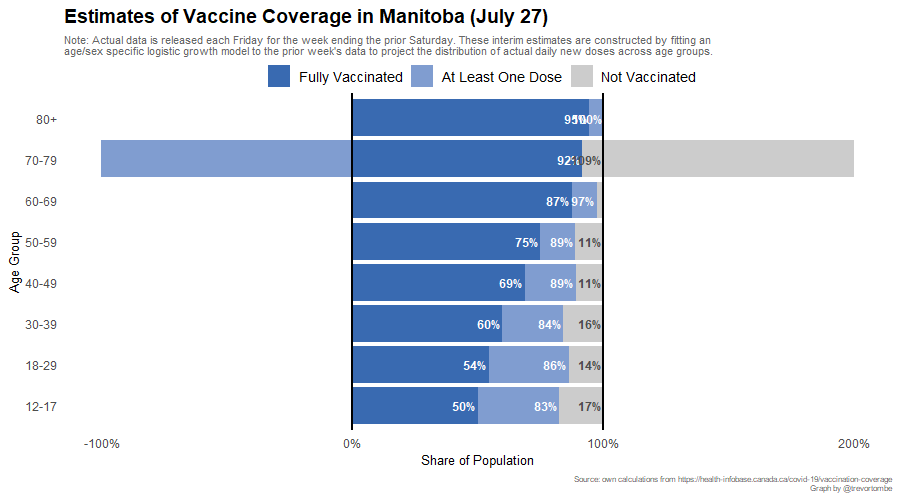 Estimates of Vaccine Coverage in Manitoba (July 27)
Note: Actual data is released each Friday for the week ending the prior Saturday. These interim estimates are constructed by fitting an
age/sex specific logistic growth model to the prior week's data to project the distribution of actual daily new doses across age groups.
Fully Vaccinated At Least One Dose Not Vaccinated
80+
70-79 92%
60-69 87% 97%
50-59 75% 89% 11%
40-49 69% 89% 11%
30-39 60% 84% 16%
18-29 54% 86% 14%
12-17 50% 83% 17%
Age Group
-100% 0% 100% 200%
Share of Population
Source: own calculations from https://health-infobase.canada.ca/covid-19/vaccination-coverage
Graph by @trevortombe